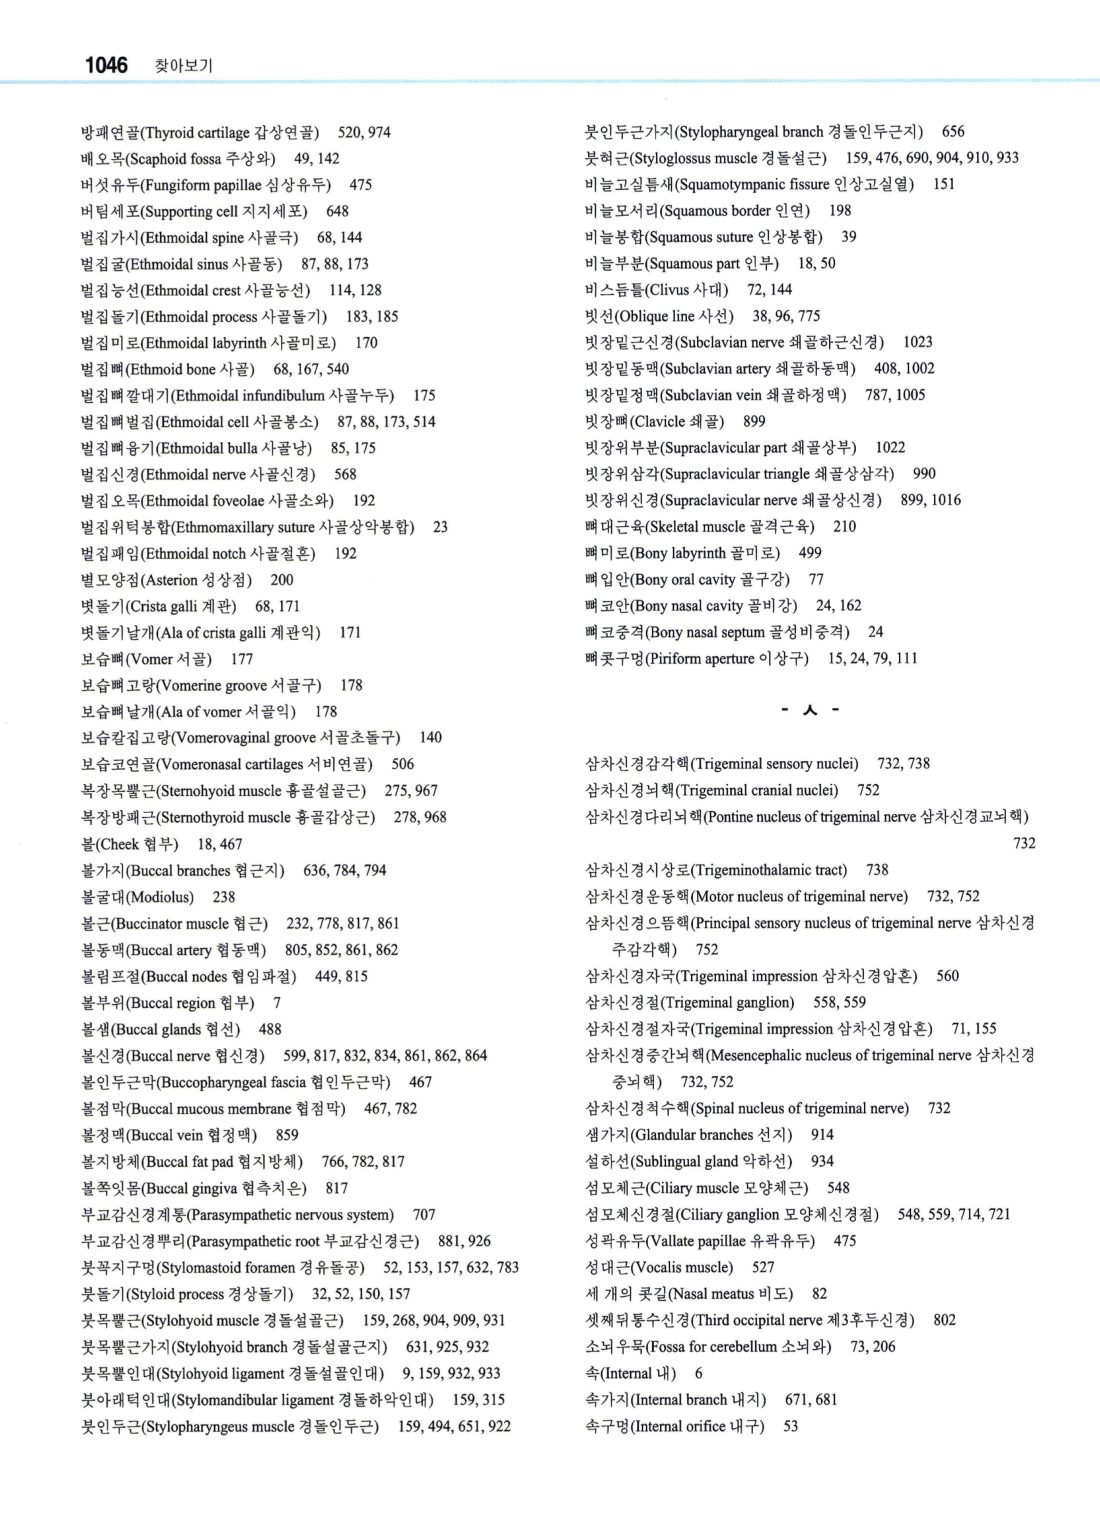 1046 찾아보기
방패연골(Thyroid cartilage 갑상연골) 520, 974
배오목(Scaphoid fossa 주상와) 49, 142
버섯유두(Fungiform papillae 심상유두) 475
버팀세포(Supporting cell 지지세포) 648
벌집가시(Ethmoidal spine 사골극) 68, 144
벌집굴(Ethmoidal sinus 사골동) 87, 88, 173
벌집능선(Ethmoidal crest 사골능선) 114, 128
벌집돌기(Ethmoidal process 사골돌기) 183, 185
벌집미로(Ethmoidal labyrinth 사골미로) 170
벌집뼈(Ethmoid bone 사골) 68, 167, 540
벌집뼈깔대기(Ethmoidal infundibulum 사골누두) 175
벌집뼈벌집(Ethmoidal cell 사골봉소) 87, 88, 173, 514
벌집뼈융기(Ethmoidal bulla 사골낭) 85, 175
벌집신경(Ethmoidal nerve 사골신경) 568
벌집오목(Ethmoidal foveolae 사골소와) 192
벌집위턱봉합(Ethmomaxillary suture 사골상악봉합) 23
벌집패임(Ethmoidal notch 사골절흔) 192
별모양점(Asterion 성상점) 200
볏돌기(Crista galli 계관) 68, 171
볏돌기날개(Ala of crista galli 계관익) 171
보습뼈(Vomer 서골) 177
보습뼈고랑(Vomerine groove 서골구) 178
보습뼈날개(Ala of vomer 서골익) 178
보습칼집고랑(Vomerovaginal groove 서골초돌구) 140
보습코연골(Vomeronasal cartilages 서비연골) 506
복장목뿔근(Sternohyoid muscle 흉골설골근) 275, 967
복장방패근(Sternothyroid muscle 흉골갑상근) 278, 968
볼(Cheek 협부) 18, 467
볼가지(Buccal branches 협근지) 636, 784, 794
볼굴대(Modiolus) 238
볼근(Buccinator muscle 협근) 232, 778, 817, 861
볼동맥(Buccal artery 협동맥) 805, 852, 861, 862
볼림프절(Buccal nodes 협임파절) 449, 815
볼부위(Buccal region 협부) 7
볼샘(Buccal glands 협선) 488
볼신경(Buccal nerve 협신경) 599, 817, 832, 834, 861, 862, 864
볼인두근막(Buccopharyngeal fascia 협인두근막) 467
볼점막(Buccal mucous membrane 협점막) 467, 782
볼정맥(Buccal vein 협정맥) 859
볼지방체(Buccal fat pad 협지방체) 766, 782, 817
볼쪽잇몸(Buccal gingiva 협측치은) 817
부교감신경계통(Parasympathetic nervous system) 707
부교감신경뿌리(Parasympathetic root 부교감신경근) 881, 926
붓꼭지구멍(Stylomastoid foramen 경유돌공) 52, 153, 157, 632, 783
붓돌기(Styloid process 경상돌기) 32, 52, 150, 157
붓목뿔근(Stylohyoid muscle 경돌설골근) 159, 268, 904, 909, 931
붓목뿔근가지(Stylohyoid branch 경돌설골근지) 631, 925, 932
붓목뿔인대(Stylohyoid ligament 경돌설골인대) 9, 159, 932, 933
붓아래턱인대(Stylomandibular ligament 경돌하악인대) 159, 315
붓인두근(Stylopharyngeus muscle 경돌인두근) 159, 494, 651, 922
붓인두근가지(Stylopharyngeal branch 경돌인두근지) 656
붓혀근(Styloglossus muscle 경돌설근) 159, 476, 690, 904, 910, 933
비늘고실틈새(Squamotympanic fissure 인상고실열) 151
비늘모서리(Squamous border 인연) 198
비늘봉합(Squamous suture 인상봉합) 39
비늘부분(Squamous part 인부) 18, 50
비스듬틀(Clivus 사대) 72, 144
빗선(Oblique line 사선) 38, 96, 775
빗장밑근신경(Subclavian nerve 쇄골하근신경) 1023
빗장밑동맥(Subclavian artery 쇄골하동맥) 408, 1002
빗장밑정맥(Subclavian vein 쇄골하정맥) 787, 1005
빗장뼈(Clavicle 쇄골) 899
빗장위부분(Supraclavicular part 쇄골상부) 1022
빗장위삼각(Supraclavicular triangle 쇄골상삼각) 990
빗장위신경(Supraclavicular nerve 쇄골상신경) 899, 1016
뼈대근육(Skeletal muscle 골격근육) 210
뼈미로(Bony labyrinth 골미로) 499
뼈입안(Bony oral cavity 골구강) 77
뼈코안(Bony nasal cavity 골비강) 24, 162
뼈코중격(Bony nasal septum 골성비중격) 24
뼈콧구멍(Piriform aperture 이상구) 15, 24, 79, 111
- ㅅ -
삼차신경감각핵(Trigeminal sensory nuclei) 732, 738
삼차신경뇌핵(Trigeminal cranial nuclei) 752
삼차신경다리뇌핵(Pontine nucleus of trigeminal nerve 삼차신경교뇌핵)
732
삼차신경시상로(Trigeminothalamic tract) 738
삼차신경운동핵(Motor nucleus of trigeminal nerve) 732, 752
삼차신경으뜸핵(Principal sensory nucleus of trigeminal nerve 삼차신경
주감각핵) 752
삼차신경자국(Trigeminal impression 삼차신경압흔) 560
삼차신경절(Trigeminal ganglion) 558, 559
삼차신경절자국(Trigeminal impression 삼차신경압흔) 71, 155
삼차신경중간뇌핵(Mesencephalic nucleus of trigeminal nerve 삼차신경
중뇌핵) 732, 752
삼차신경척수핵(Spinal nucleus of trigeminal nerve) 732
샘가지(Glandular branches 선지) 914
설하선(Sublingual gland 악하선) 934
섬모체근(Ciliary muscle 모양체근) 548
섬모체신경절(Ciliary ganglion 모양체신경절) 548, 559, 714, 721
성곽유두(Vallate papillae 유곽유두) 475
성대근(Vocalis muscle) 527
세 개의 콧길(Nasal meatus 비도) 82
셋째뒤통수신경(Third occipital nerve 제3후두신경) 802
소뇌우묵(Fossa for cerebellum 소뇌와) 73, 206
속(Internal 내) 6
속가지(Internal branch 내지) 671, 681
속구멍(Internal orifice 내구) 53